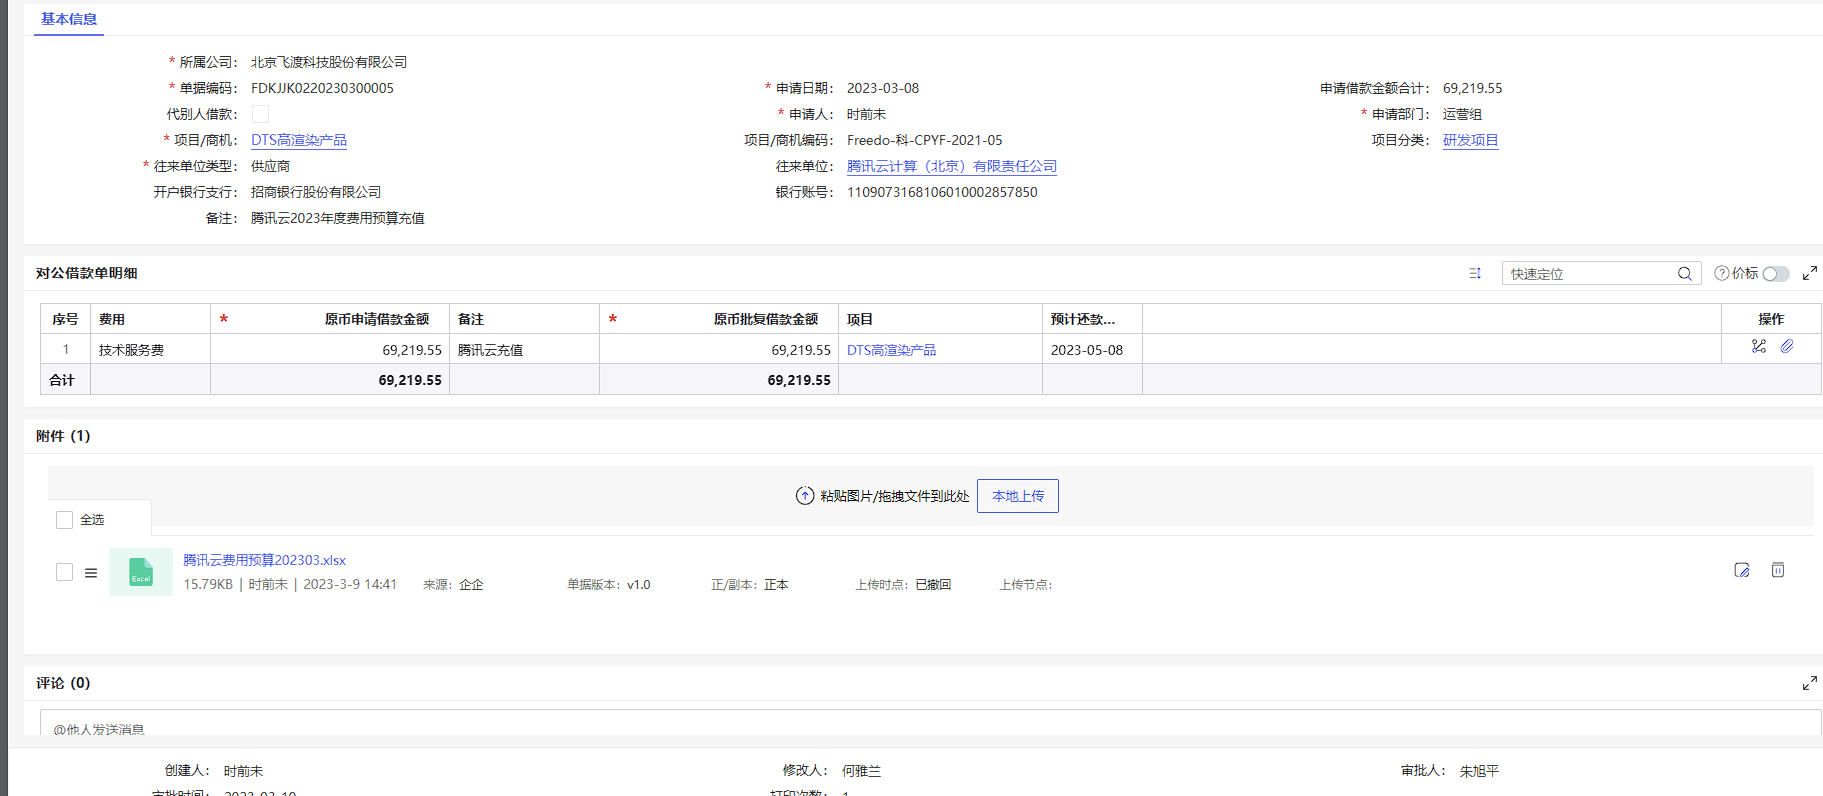 基本信息
* 所属公司： 北京飞渡科技股份有限公司
* 单据编码： FDKJJK0220230300005 * 申请日期： 2023-03-08 申请借款金额合计： 69,219.55
代别人借款： * 申请人： 时前未 * 申请部门： 运营组
* 项目/商机： DTS高渲染产品 项目/商机编码： Freedo-科-CPYF-2021-05 项目分类： 研发项目
* 往来单位类型： 供应商 往来单位： 腾讯云计算（北京）有限责任公司
开户银行支行： 招商银行股份有限公司 银行账号： 1109073168106010002857850
备注： 腾讯云2023年度费用预算充值
对公借款单明细 快速定位 ? 价标
序号 费用 * 原币申请借款金额 备注 * 原币批复借款金额 项目 预计还款... 操作
1 技术服务费 69,219.55 腾讯云充值 69,219.55 DTS高渲染产品 2023-05-08
合计 69,219.55 69,219.55
附件 (1)
粘贴图片/拖拽文件到此处 本地上传
全选
腾讯云费用预算202303.xlsx
Excel
15.79KB | 时前未 | 2023-3-9 14:41 来源: 企企 单据版本: v1.0 正/副本: 正本 上传时点: 已撤回 上传节点:
评论 (0)
@他人发送消息
创建人： 时前未 修改人： 何雅兰 审批人： 朱旭平
审批时间: 2023-03-10 打印次数: 1